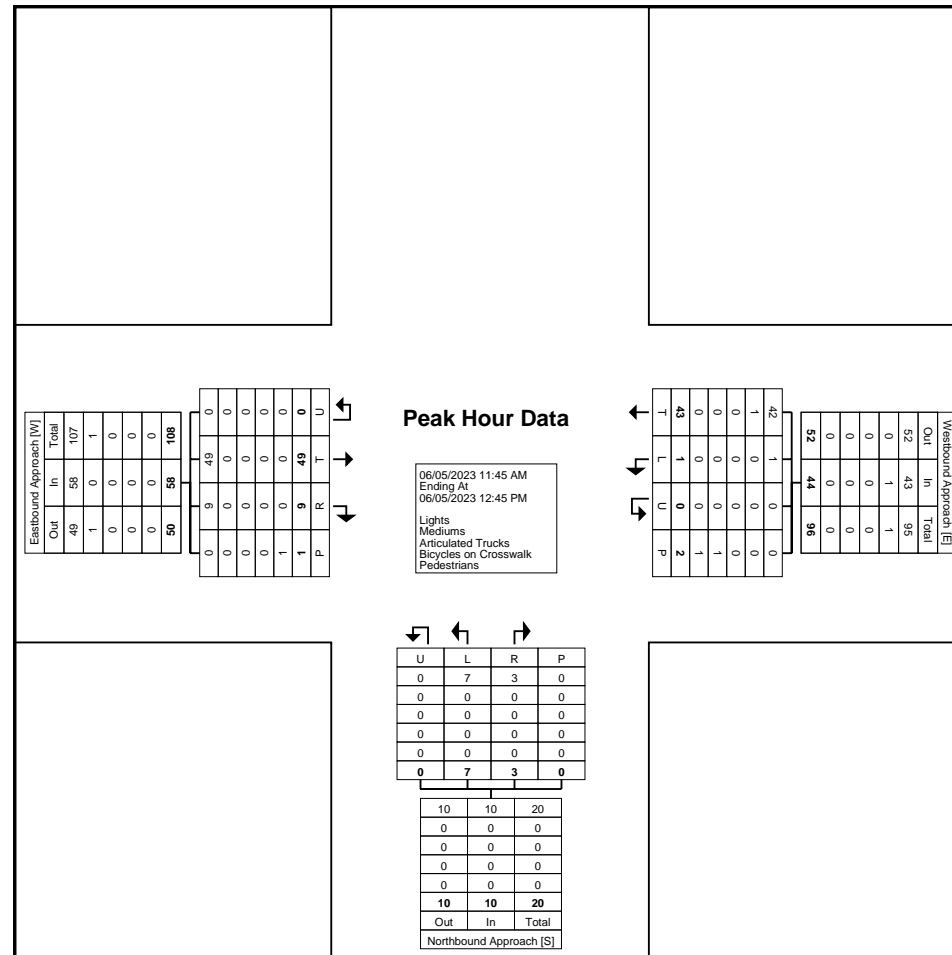 Peak Hour Data
06/05/2023 11:45 AM
Ending At
06/05/2023 12:45 PM
Lights
Mediums
Articulated Trucks
Bicycles on Crosswalk
Pedestrians
Eastbound Approach [W]
Total 107 1 0 0 0 108
In 58 0 0 0 0 58
Out 49 1 0 0 0 50
0 0 0 0 0 0 U
49 0 0 0 0 49 T
9 0 0 0 0 9 R
0 0 0 0 1 1 P
T 43 0 0 0 1 42
L 1 0 0 0 0 1
U 0 0 0 0 0 0
P 2 1 1 0 0 0
52 0 0 0 0 52 Out
44 0 0 0 1 43 In
96 0 0 0 1 95 Total
Westbound Approach [E]
U L R P
0 7 3 0
0 0 0 0
0 0 0 0
0 0 0 0
0 0 0 0
0 7 3 0
10 10 20
0 0 0
0 0 0
0 0 0
0 0 0
10 10 20
Out In Total
Northbound Approach [S]